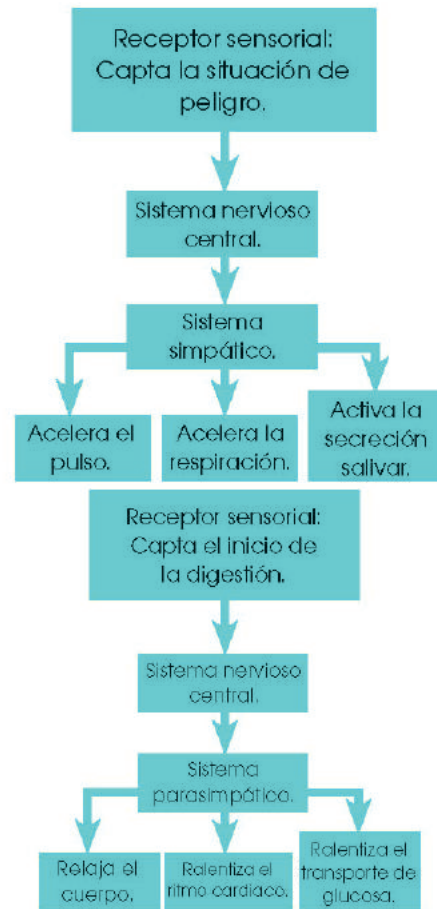 Receptor sensorial:
Capta la situación de
peligro.
Sistema nervioso
central.
Sistema
simpático.
Acelera el
pulso.
Acelera la
respiración.
Activa la
secreción
salivar.
Receptor sensorial:
Capta el inicio de
la digestión.
Sistema nervioso
central.
Sistema
parasimpático.
Relaja el
cuerpo.
Ralentiza el
ritmo cardiaco.
Ralentiza el
transporte de
glucosa.